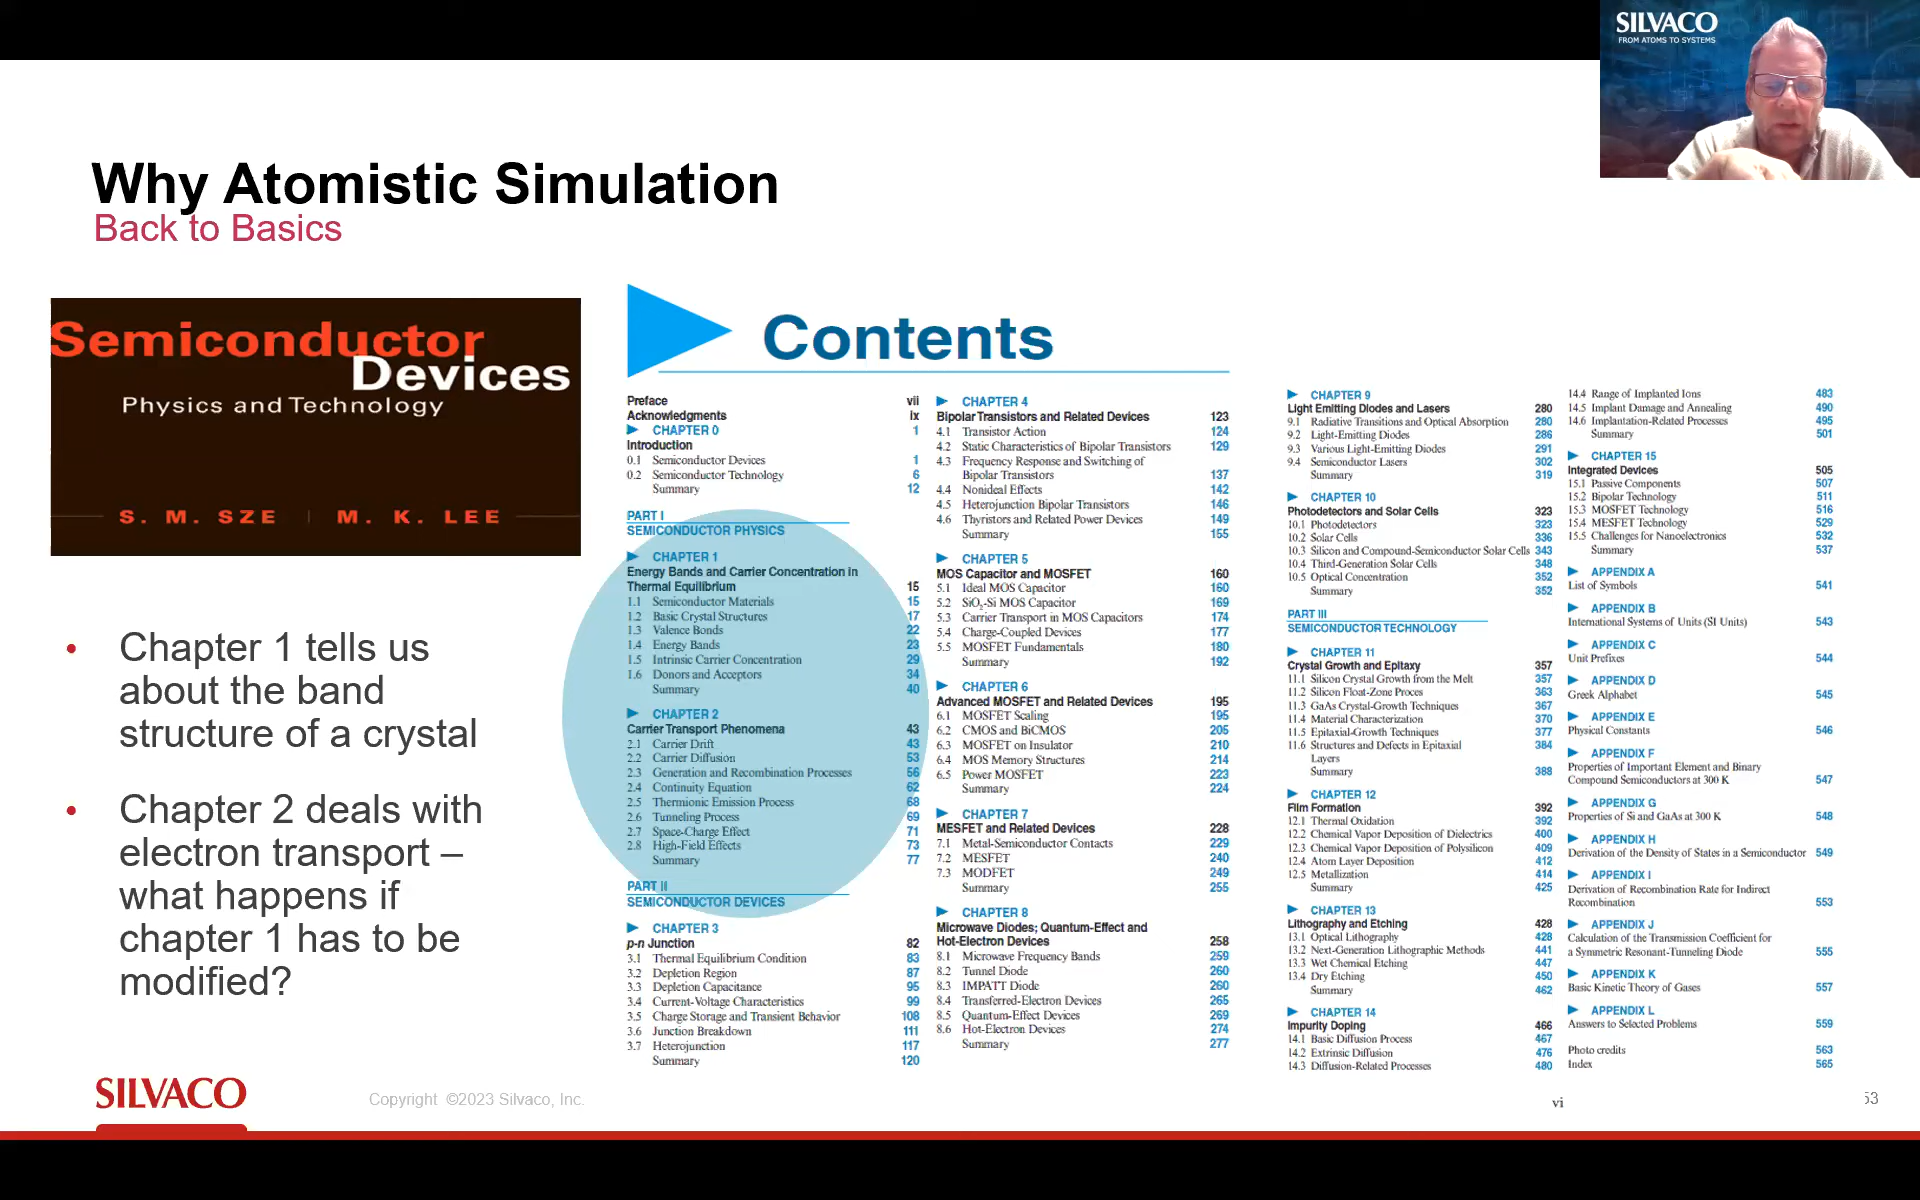 SILVACO
FROM ATOMS TO SYSTEMS
Why Atomistic Simulation
Back to Basics
Semiconductor
Devices
Physics and Technology
S. M. SZE | M. K. LEE
• Chapter 1 tells us
about the band
structure of a crystal
• Chapter 2 deals with
electron transport –
what happens if
chapter 1 has to be
modified?
Contents
Preface vii
Acknowledgments ix
CHAPTER 0 1
Introduction
0.1 Semiconductor Devices 1
0.2 Semiconductor Technology 6
Summary 12
PART I
SEMICONDUCTOR PHYSICS
CHAPTER 1
Energy Bands and Carrier Concentration in
Thermal Equilibrium 15
1.1 Semiconductor Materials 15
1.2 Basic Crystal Structures 17
1.3 Valence Bonds 22
1.4 Energy Bands 23
1.5 Intrinsic Carrier Concentration 29
1.6 Donors and Acceptors 34
Summary 40
CHAPTER 2
Carrier Transport Phenomena 43
2.1 Carrier Drift 43
2.2 Carrier Diffusion 53
2.3 Generation and Recombination Processes 56
2.4 Continuity Equation 62
2.5 Thermionic Emission Process 68
2.6 Tunneling Process 69
2.7 Space-Charge Effect 71
2.8 High-Field Effects 73
Summary 77
PART II
SEMICONDUCTOR DEVICES
CHAPTER 3
p-n Junction 82
3.1 Thermal Equilibrium Condition 83
3.2 Depletion Region 87
3.3 Depletion Capacitance 95
3.4 Current-Voltage Characteristics 99
3.5 Charge Storage and Transient Behavior 108
3.6 Junction Breakdown 111
3.7 Heterojunction 117
Summary 120
CHAPTER 4
Bipolar Transistors and Related Devices 123
4.1 Transistor Action 124
4.2 Static Characteristics of Bipolar Transistors 129
4.3 Frequency Response and Switching of
Bipolar Transistors 137
4.4 Nonideal Effects 142
4.5 Heterojunction Bipolar Transistors 146
4.6 Thyristors and Related Power Devices 149
Summary 155
CHAPTER 5
MOS Capacitor and MOSFET 160
5.1 Ideal MOS Capacitor 160
5.2 SiO₂-Si MOS Capacitor 169
5.3 Carrier Transport in MOS Capacitors 174
5.4 Charge-Coupled Devices 177
5.5 MOSFET Fundamentals 180
Summary 192
CHAPTER 6
Advanced MOSFET and Related Devices 195
6.1 MOSFET Scaling 195
6.2 CMOS and BiCMOS 205
6.3 MOSFET on Insulator 210
6.4 MOS Memory Structures 214
6.5 Power MOSFET 223
Summary 224
CHAPTER 7
MESFET and Related Devices 228
7.1 Metal-Semiconductor Contacts 229
7.2 MESFET 240
7.3 MODFET 249
Summary 255
CHAPTER 8
Microwave Diodes; Quantum-Effect and
Hot-Electron Devices 258
8.1 Microwave Frequency Bands 259
8.2 Tunnel Diode 260
8.3 IMPATT Diode 260
8.4 Transferred-Electron Devices 265
8.5 Quantum-Effect Devices 269
8.6 Hot-Electron Devices 274
Summary 277
CHAPTER 9
Light Emitting Diodes and Lasers 280
9.1 Radiative Transitions and Optical Absorption 280
9.2 Light-Emitting Diodes 286
9.3 Various Light-Emitting Diodes 291
9.4 Semiconductor Lasers 302
Summary 319
CHAPTER 10
Photodetectors and Solar Cells 323
10.1 Photodetectors 323
10.2 Solar Cells 336
10.3 Silicon and Compound-Semiconductor Solar Cells 343
10.4 Third-Generation Solar Cells 348
10.5 Optical Concentration 352
Summary 352
PART III
SEMICONDUCTOR TECHNOLOGY
CHAPTER 11
Crystal Growth and Epitaxy 357
11.1 Silicon Crystal Growth from the Melt 357
11.2 Silicon Float-Zone Proces 363
11.3 GaAs Crystal-Growth Techniques 367
11.4 Material Characterization 370
11.5 Epitaxial-Growth Techniques 377
11.6 Structures and Defects in Epitaxial 384
Layers
Summary 388
CHAPTER 12
Film Formation 392
12.1 Thermal Oxidation 392
12.2 Chemical Vapor Deposition of Dielectrics 400
12.3 Chemical Vapor Deposition of Polysilicon 409
12.4 Atom Layer Deposition 412
12.5 Metallization 414
Summary 425
CHAPTER 13
Lithography and Etching 428
13.1 Optical Lithography 428
13.2 Next-Generation Lithographic Methods 441
13.3 Wet Chemical Etching 447
13.4 Dry Etching 450
Summary 462
CHAPTER 14
Impurity Doping 466
14.1 Basic Diffusion Process 467
14.2 Extrinsic Diffusion 476
14.3 Diffusion-Related Processes 480
14.4 Range of Implanted Ions 483
14.5 Implant Damage and Annealing 490
14.6 Implantation-Related Processes 495
Summary 501
CHAPTER 15
Integrated Devices 505
15.1 Passive Components 507
15.2 Bipolar Technology 511
15.3 MOSFET Technology 516
15.4 MESFET Technology 529
15.5 Challenges for Nanoelectronics 532
Summary 537
APPENDIX A
List of Symbols 541
APPENDIX B
International Systems of Units (SI Units) 543
APPENDIX C
Unit Prefixes 544
APPENDIX D
Greek Alphabet 545
APPENDIX E
Physical Constants 546
APPENDIX F
Properties of Important Element and Binary
Compound Semiconductors at 300 K 547
APPENDIX G
Properties of Si and GaAs at 300 K 548
APPENDIX H
Derivation of the Density of States in a Semiconductor 549
APPENDIX I
Derivation of Recombination Rate for Indirect
Recombination 553
APPENDIX J
Calculation of the Transmission Coefficient for
a Symmetric Resonant-Tunneling Diode 555
APPENDIX K
Basic Kinetic Theory of Gases 557
APPENDIX L
Answers to Selected Problems 559
Photo credits 563
Index 565
SILVACO
Copyright ©2023 Silvaco, Inc.
vi
53